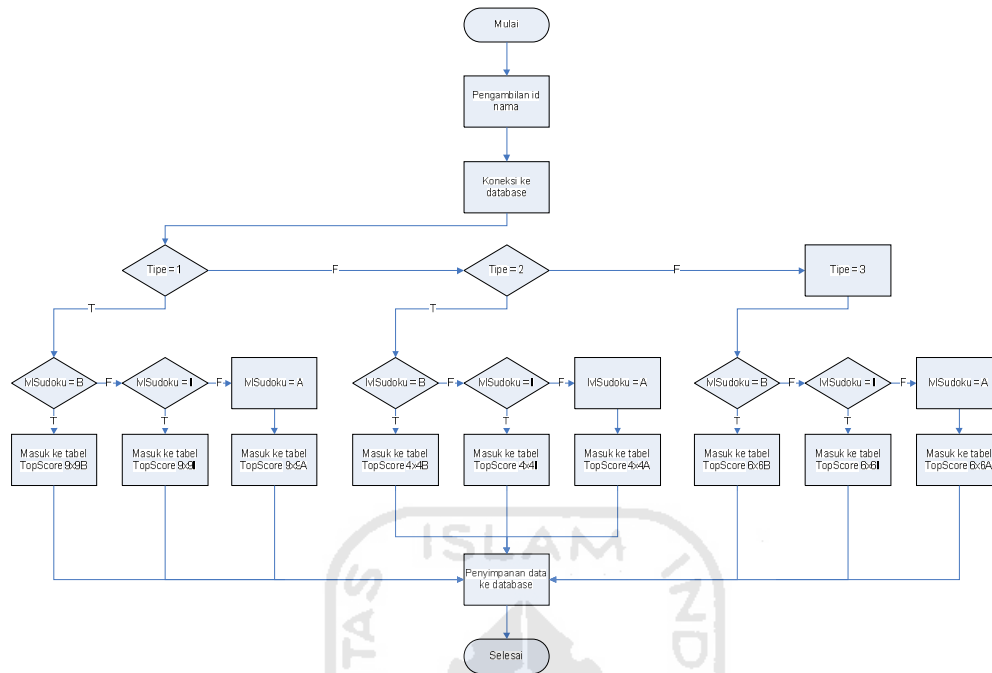 Mulai
Pengambilan id
nama
Koneksi ke
database
Tipe = 1
F
Tipe = 2
F
Tipe = 3
T
T
lvlSudoku = B
F
lvlSudoku = I
F
lvlSudoku = A
lvlSudoku = B
F
lvlSudoku = I
F
lvlSudoku = A
lvlSudoku = B
F
lvlSudoku = I
F
lvlSudoku = A
T
T
T
T
T
T
Masuk ke tabel
TopScore 9x9B
Masuk ke tabel
TopScore 9x9I
Masuk ke tabel
TopScore 9x9A
Masuk ke tabel
TopScore 4x4B
Masuk ke tabel
TopScore 4x4I
Masuk ke tabel
TopScore 4x4A
Masuk ke tabel
TopScore 6x6B
Masuk ke tabel
TopScore 6x6I
Masuk ke tabel
TopScore 6x6A
ISLAM
Penyimpanan data
ke database
TAS
IND
Selesai